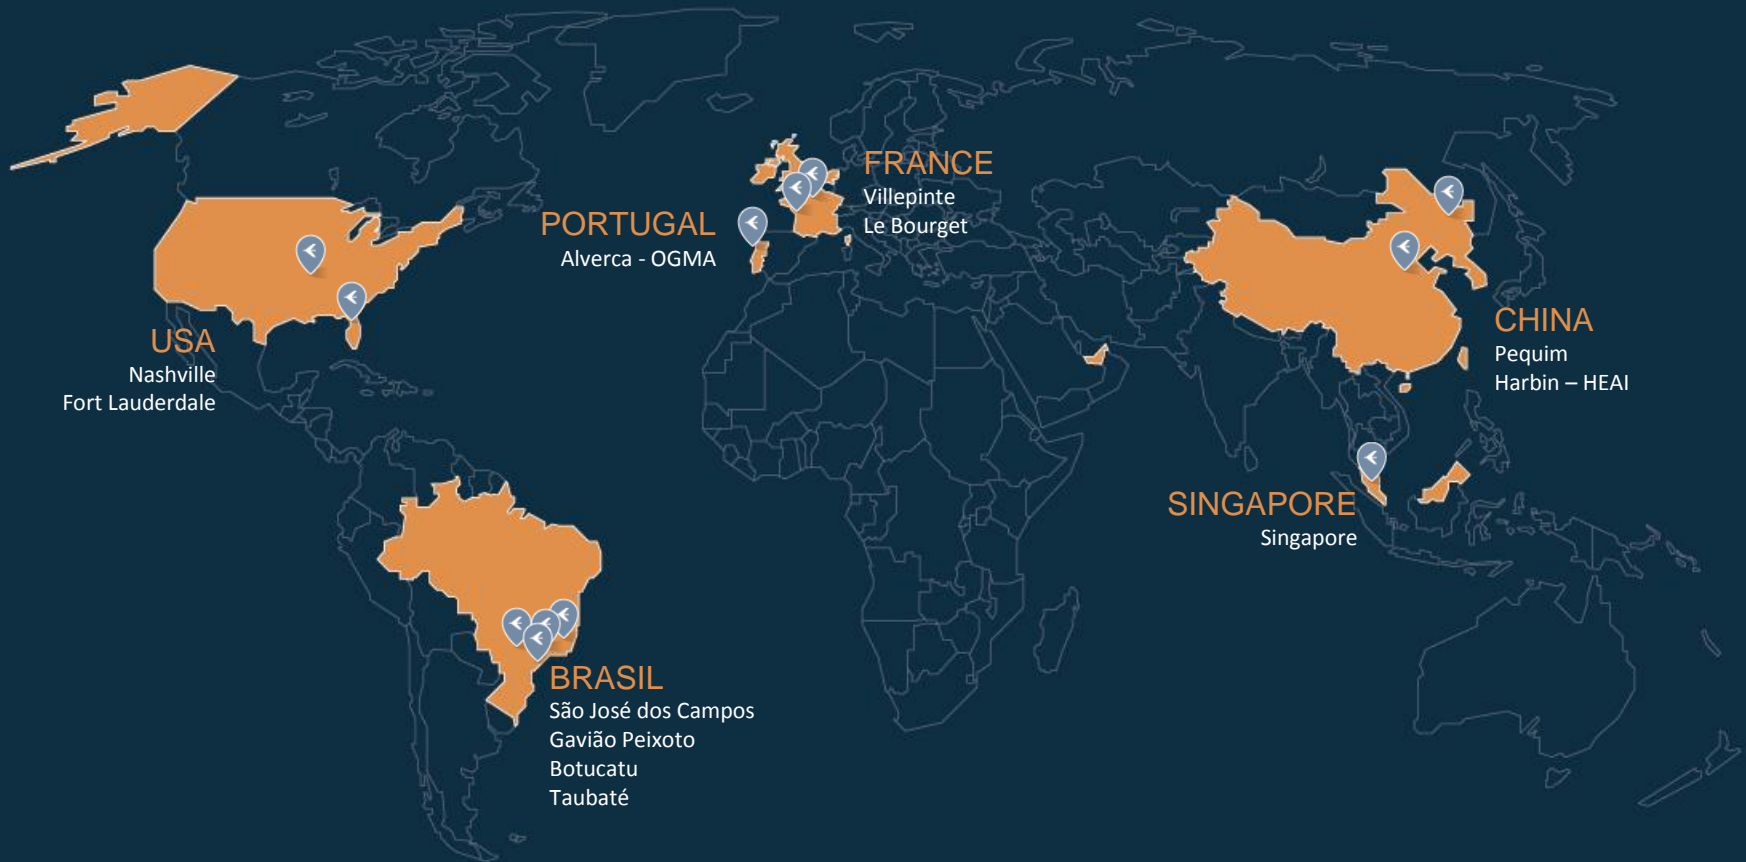 FRANCE
Villepinte
Le Bourget
PORTUGAL
Alverca - OGMA
USA
Nashville
Fort Lauderdale
CHINA
Pequim
Harbin – HEAI
SINGAPORE
Singapore
BRASIL
São José dos Campos
Gavião Peixoto
Botucatu
Taubaté